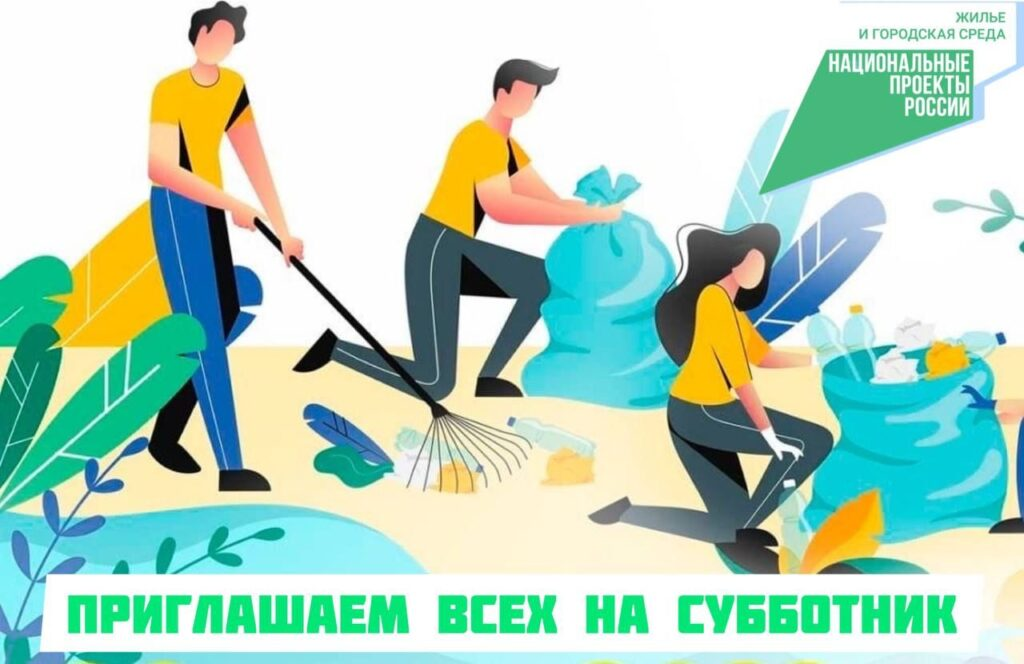 ЖИЛЬЕ
И ГОРОДСКАЯ СРЕДА
НАЦИОНАЛЬНЫЕ
ПРОЕКТЫ
РОССИИ
ПРИГЛАШАЕМ ВСЕХ НА СУББОТНИК